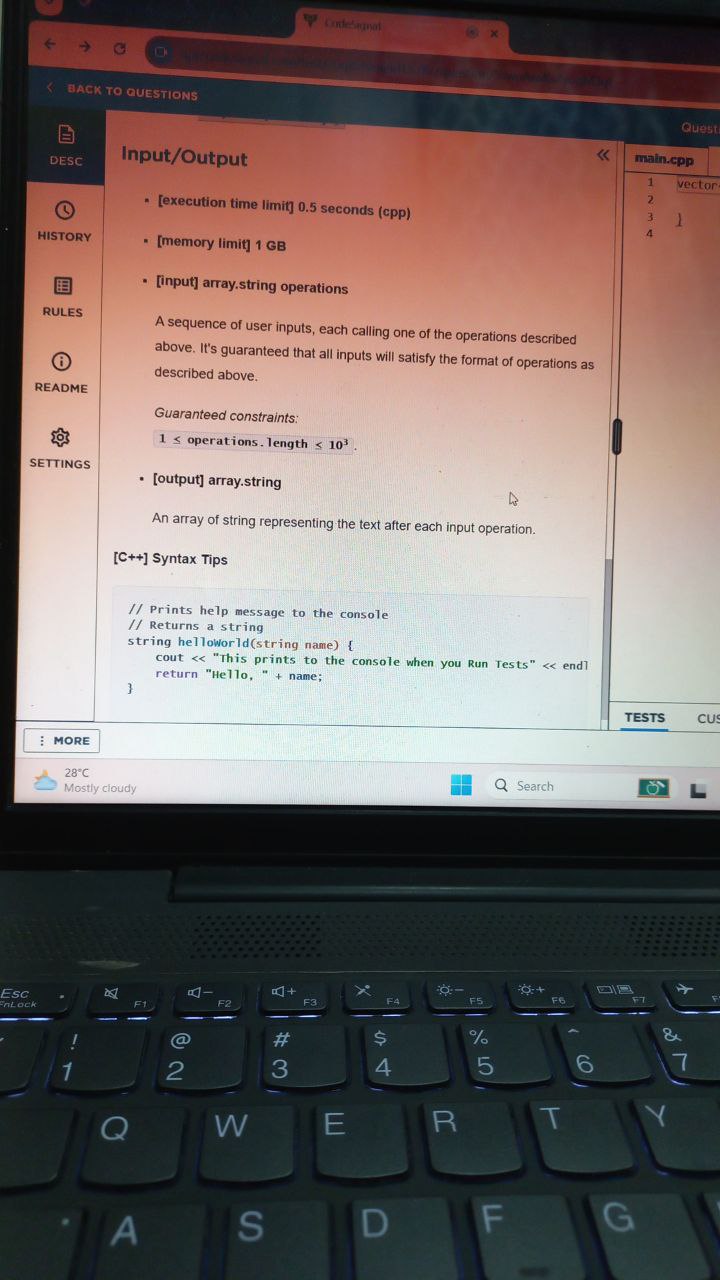 CodeSignal
BACK TO QUESTIONS
Quest
DESC
HISTORY
RULES
README
SETTINGS
Input/Output
[execution time limit] 0.5 seconds (cpp)
[memory limit] 1 GB
[input] array.string operations
A sequence of user inputs, each calling one of the operations described
above. It's guaranteed that all inputs will satisfy the format of operations as
described above.
Guaranteed constraints:
1 ≤ operations.length ≤ 10³.
[output] array.string
An array of string representing the text after each input operation.
[C++] Syntax Tips
// Prints help message to the console
// Returns a string
string helloWorld(string name) {
cout << "This prints to the console when you Run Tests" << endl
return "Hello, " + name;
}
main.cpp
1 vector
2
3 }
4
TESTS CUS
MORE
28°C
Mostly cloudy
Search
Esc
FnLock
F1
F2
F3
F4
F5
F6
F7
! 1
@ 2
# 3
$ 4
% 5
^ 6
& 7
Q W E R T Y
A S D F G